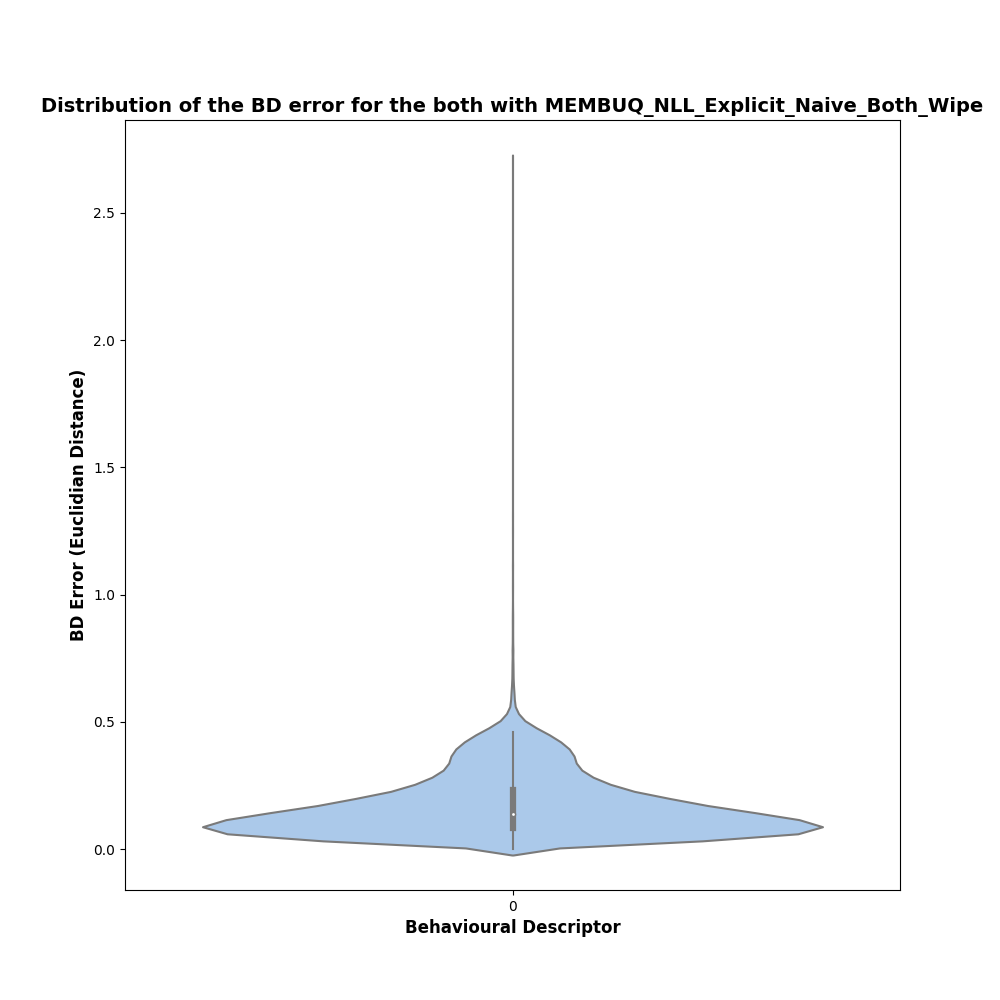 Distribution of the BD error for the both with MEMBUQ_NLL_Explicit_Naive_Both_Wipe
2.5
2.0
1.5
1.0
0.5
0.0
BD Error (Euclidian Distance)
0
Behavioural Descriptor